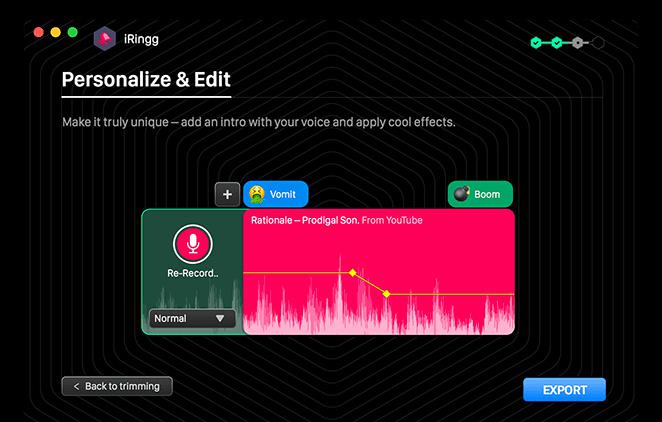 iRingg
Personalize & Edit
Make it truly unique – add an intro with your voice and apply cool effects.
+
Vomit
Boom
Rationale – Prodigal Son. From YouTube
Re-Record..
Normal
< Back to trimming
EXPORT